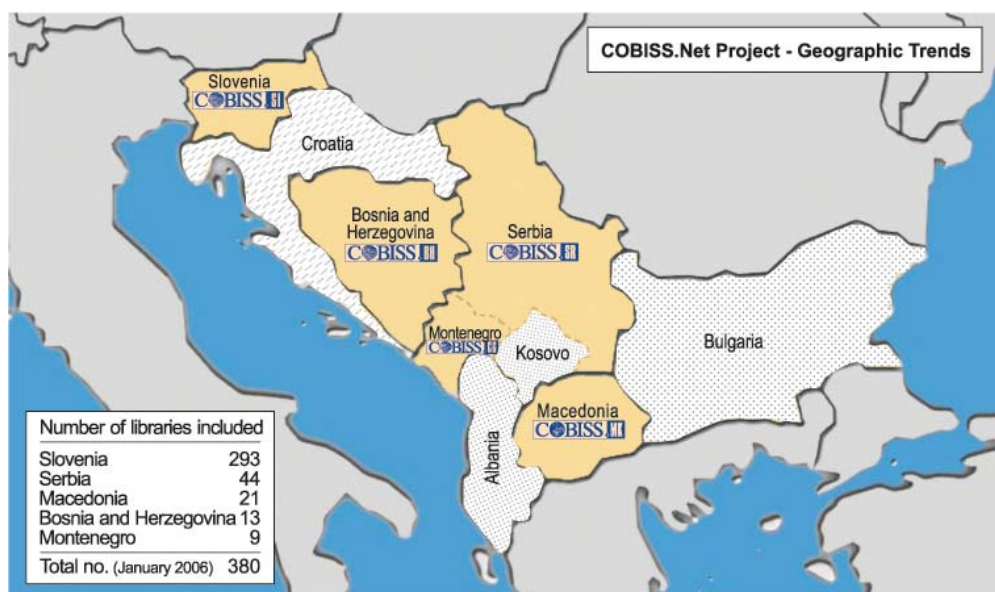 COBISS.Net Project - Geographic Trends
Slovenia
COBISS.SI
Croatia
Bosnia and
Herzegovina
COBISS.BH
Serbia
COBISS.SR
Montenegro
COBISS
Kosovo
Bulgaria
Macedonia
COBISS.MK
Albania
Number of libraries included
Slovenia 293
Serbia 44
Macedonia 21
Bosnia and Herzegovina 13
Montenegro 9
Total no. (January 2006) 380